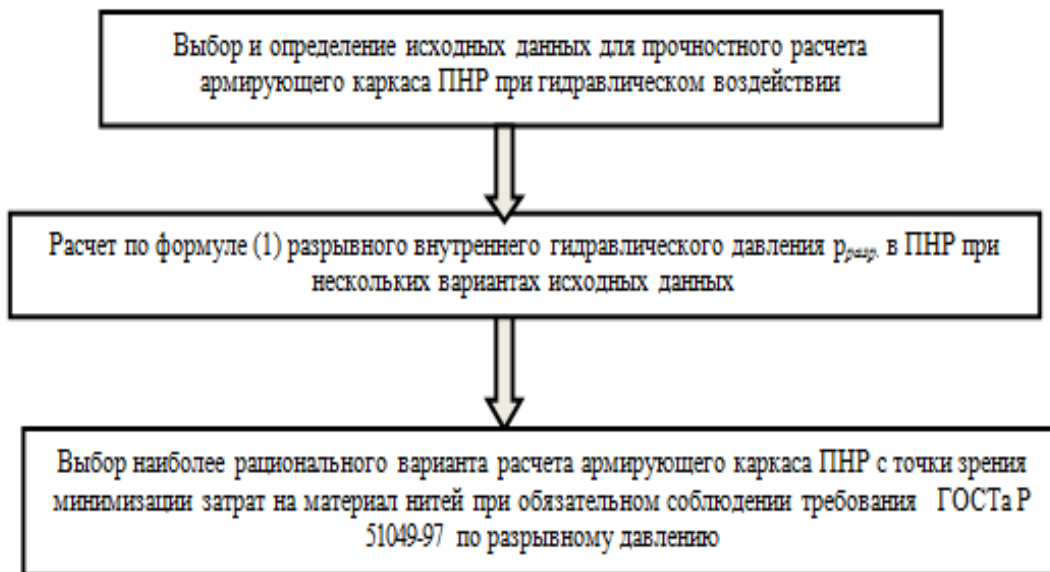 Выбор и определение исходных данных для прочностного расчета
армирующего каркаса ПНР при гидравлическом воздействии
Расчет по формуле (1) разрывного внутреннего гидравлического давления рразр. в ПНР при
нескольких вариантах исходных данных
Выбор наиболее рационального варианта расчета армирующего каркаса ПНР с точки зрения
минимизации затрат на материал нитей при обязательном соблюдении требования ГОСТа Р
51049-97 по разрывному давлению